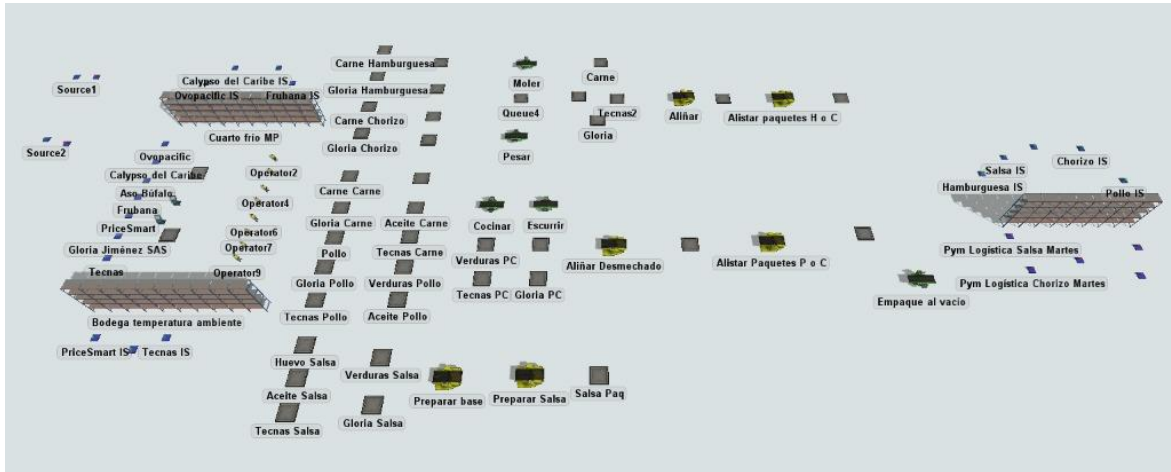 Source1
Calypso del Caribe IS
Ovopacific IS
Frubana IS
Cuarto frío MP
Source2
Ovopacific
Calypso del Caribe
Aso Búfalo
Frubana
PriceSmart
Gloria Jiménez SAS
Tecnas
Operator2
Operator4
Operator6
Operator7
Operator9
Bodega temperatura ambiente
PriceSmart IS
Tecnas IS
Carne Hamburguesa
Gloria Hamburguesa
Carne Chorizo
Gloria Chorizo
Carne Carne
Gloria Carne
Pollo
Gloria Pollo
Tecnas Pollo
Aceite Carne
Tecnas Carne
Verduras Pollo
Aceite Pollo
Huevo Salsa
Verduras Salsa
Aceite Salsa
Gloria Salsa
Tecnas Salsa
Moler
Queue4
Pesar
Carne
Tecnas2
Gloria
Aliñar
Alistar paquetes H o C
Cocinar
Escurrir
Verduras PC
Tecnas PC
Gloria PC
Aliñar Desmechado
Alistar Paquetes P o C
Preparar base
Preparar Salsa
Salsa Paq
Empaque al vacío
Salsa IS
Chorizo IS
Hamburguesa IS
Pollo IS
Pym Logística Salsa Martes
Pym Logística Chorizo Martes